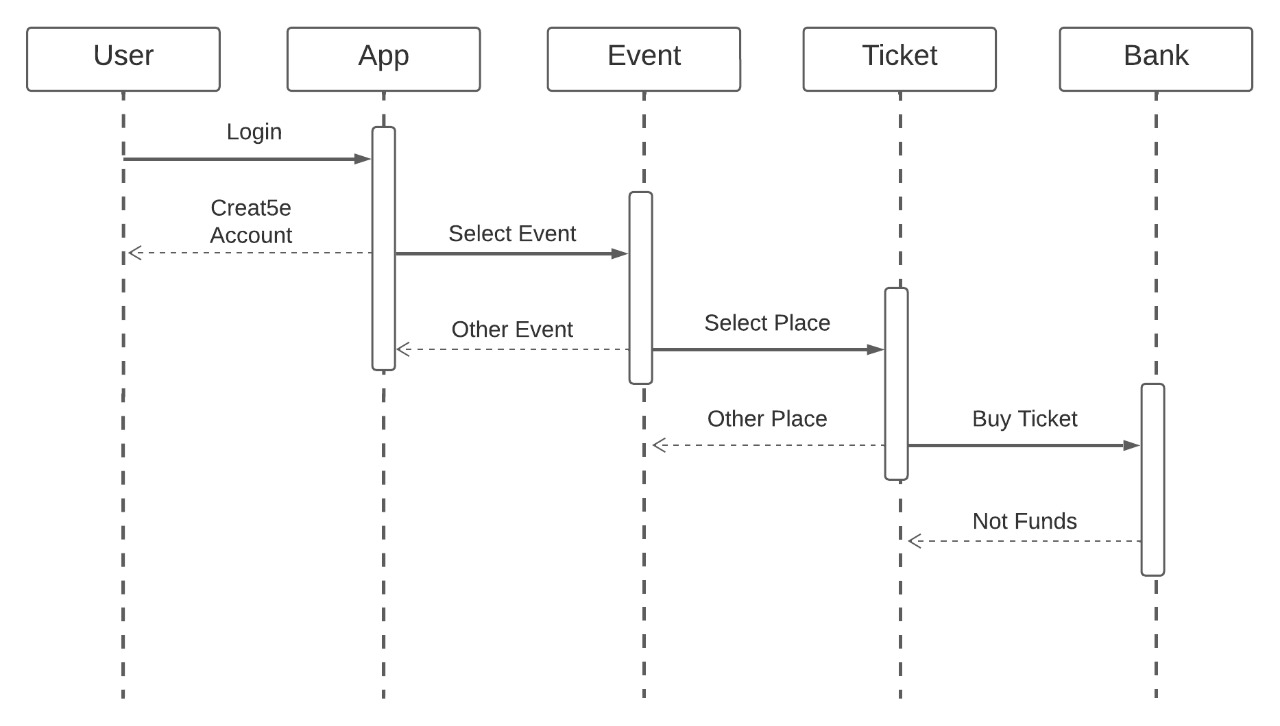 User
App
Event
Ticket
Bank
Login
Creat5e
Account
Select Event
Other Event
Select Place
Other Place
Buy Ticket
Not Funds